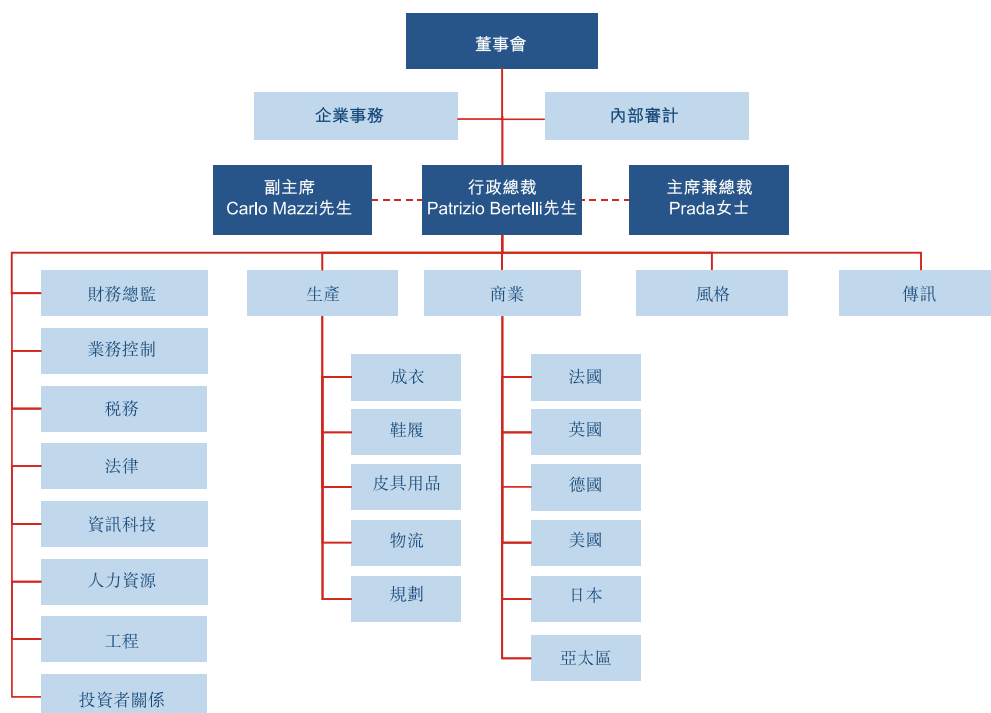 董事會
企業事務
內部審計
副主席
Carlo Mazzi先生
行政總裁
Patrizio Bertelli先生
主席兼總裁
Prada女士
財務總監
生產
商業
風格
傳訊
業務控制
稅務
法律
資訊科技
人力資源
工程
投資者關係
成衣
鞋履
皮具用品
物流
規劃
法國
英國
德國
美國
日本
亞太區